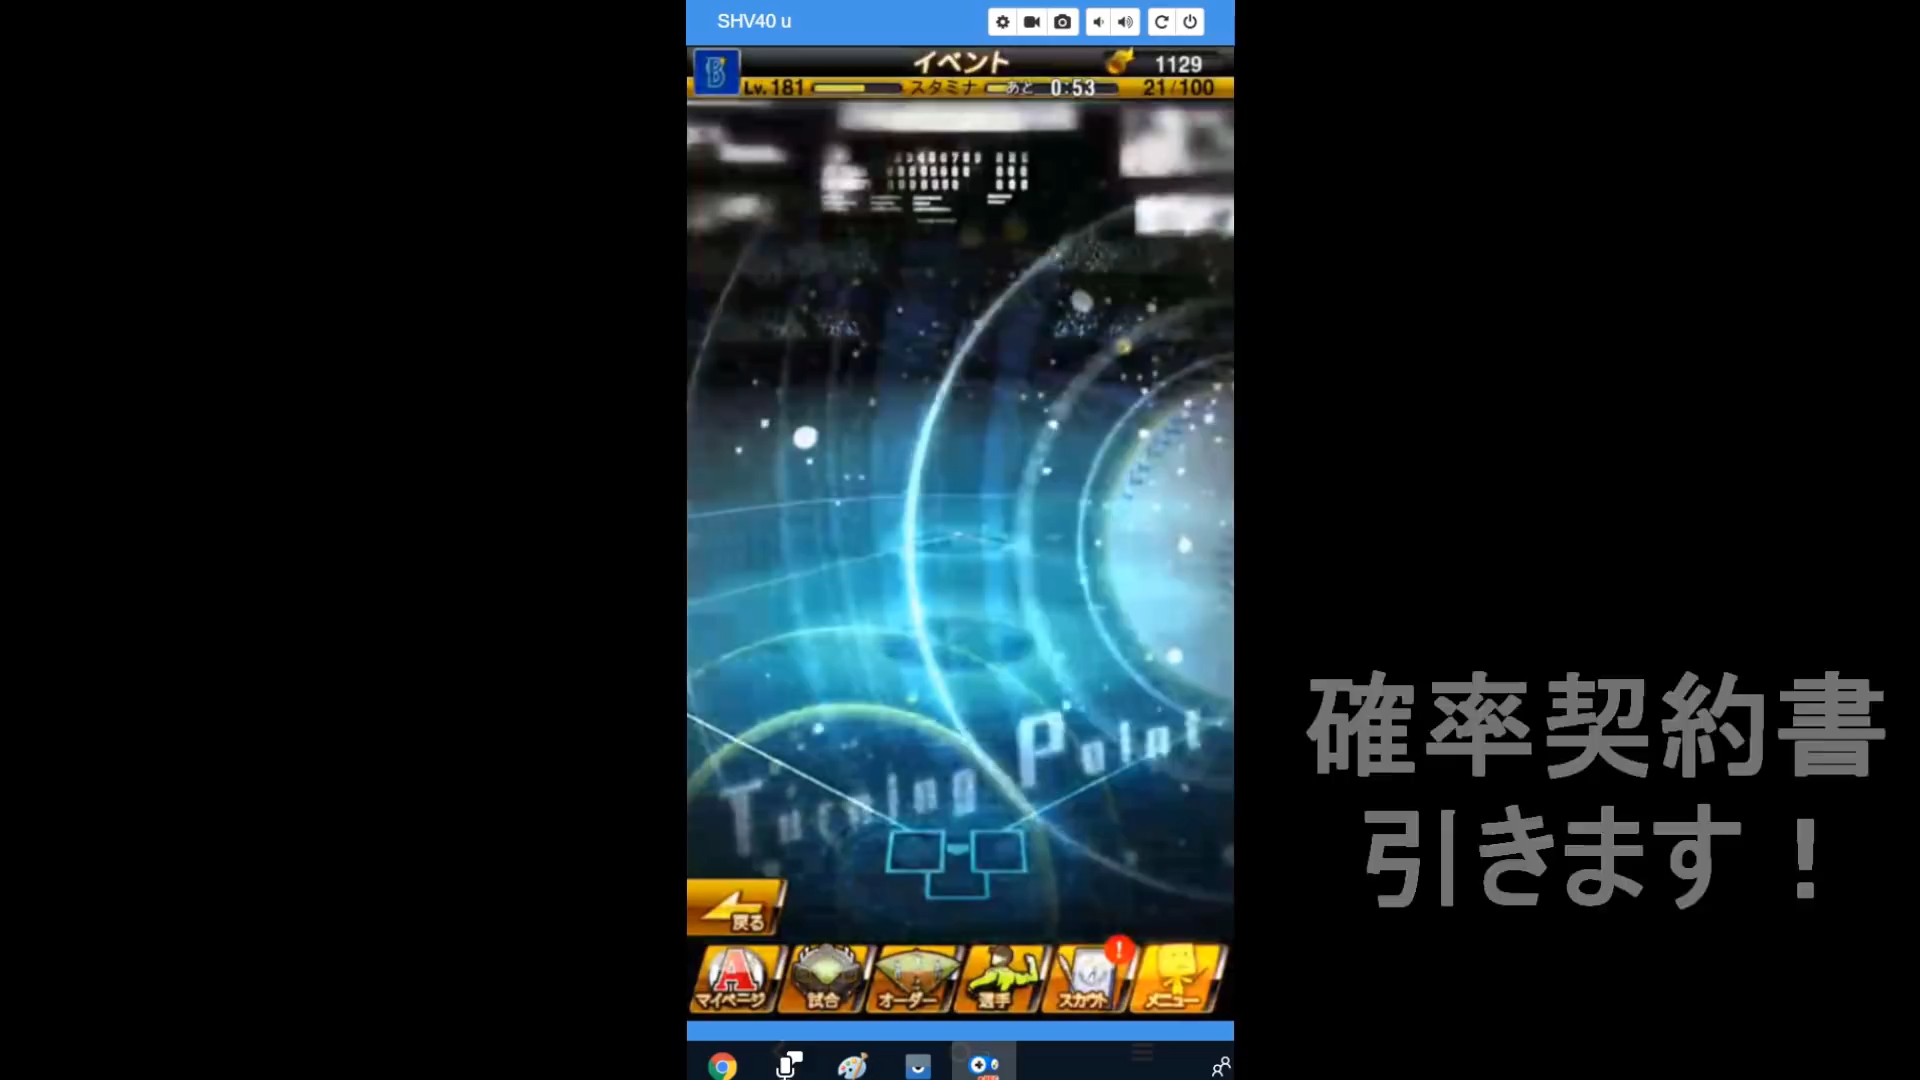 SHV40 u
イベント
1129
Lv.181
スタミナ
あと 0:53
21/100
Turning Point
戻る
マイページ
試合
オーダー
選手
スカウト
メニュー
確率契約書
引きます！